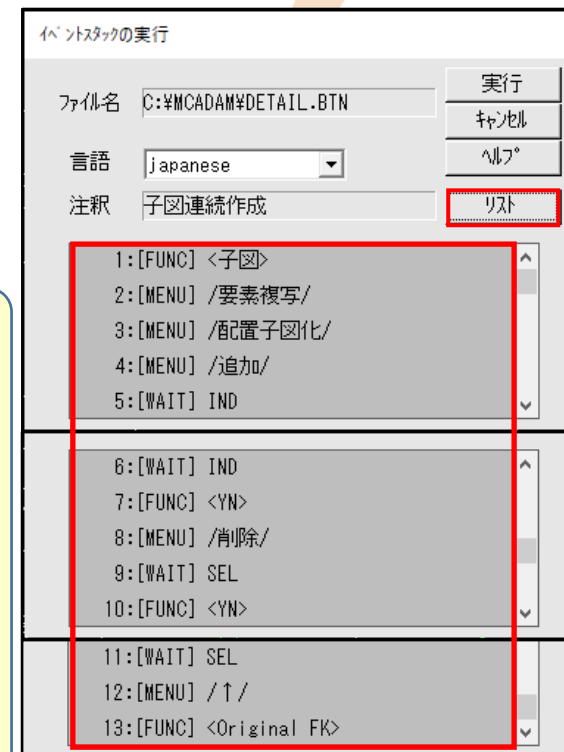 イベントスタックの実行
ファイル名 C:¥MCADAM¥DETAIL.BTN
実行
キャンセル
言語 japanese
ヘルプ
注釈 子図連続作成
リスト
1:[FUNC] <子図>
2:[MENU] /要素複写/
3:[MENU] /配置子図化/
4:[MENU] /追加/
5:[WAIT] IND
6:[WAIT] IND
7:[FUNC] <YN>
8:[MENU] /削除/
9:[WAIT] SEL
10:[FUNC] <YN>
11:[WAIT] SEL
12:[MENU] /↑/
13:[FUNC] <Original FK>